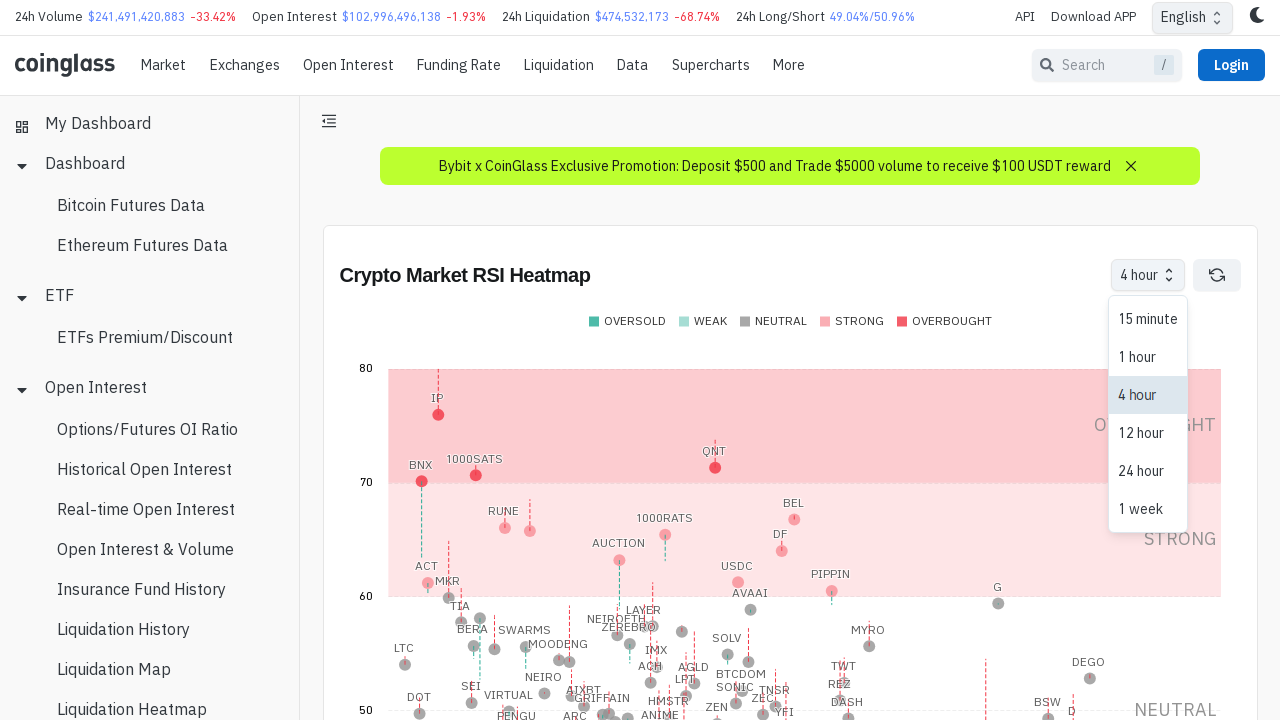 24h Volume $241,491,420,883 -33.42% Open Interest $102,996,496,138 -1.93% 24h Liquidation $474,532,173 -68.74% 24h Long/Short 49.04%/50.96% API Download APP English
coinglass Market Exchanges Open Interest Funding Rate Liquidation Data Supercharts More Search / Login
My Dashboard
Dashboard
Bitcoin Futures Data
Ethereum Futures Data
ETF
ETFs Premium/Discount
Open Interest
Options/Futures OI Ratio
Historical Open Interest
Real-time Open Interest
Open Interest & Volume
Insurance Fund History
Liquidation History
Liquidation Map
Liquidation Heatmap
Bybit x CoinGlass Exclusive Promotion: Deposit $500 and Trade $5000 volume to receive $100 USDT reward
Crypto Market RSI Heatmap
4 hour
15 minute
1 hour
4 hour
12 hour
24 hour
1 week
OVERSOLD WEAK NEUTRAL STRONG OVERBOUGHT
80
IP
QNT
BNX 1000SATS
70
RUNE BEL
1000RATS
STRONG
AUCTION DF
ACT USDC
MKR PIPPIN
AVAAI G
60
TIA LAYER
NEIROETH
BERA SWARMS ZEREBRO MYRO
SOLV
LTC MOODENG IMX
ACH AGLD TWT DEGO
NEIRO LPT BTCDOM
SEI AIXBT SONIC TNSR REZ
DOT VIRTUAL GRIFFAIN HMSTR ZECI DASH BSW
ZEN NEUTRAL
50 PENGU ARC ANIME YFI D